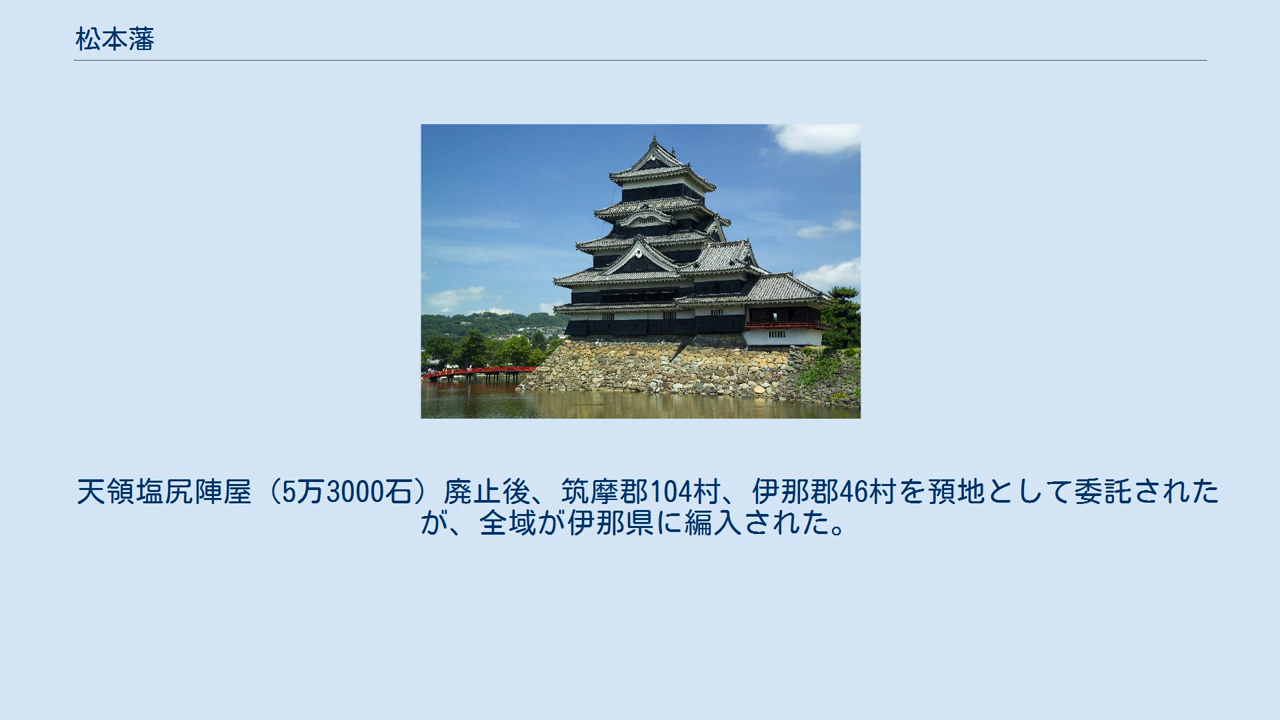 松本藩
天領塩尻陣屋（5万3000石）廃止後、筑摩郡104村、伊那郡46村を預地として委託された
が、全域が伊那県に編入された。